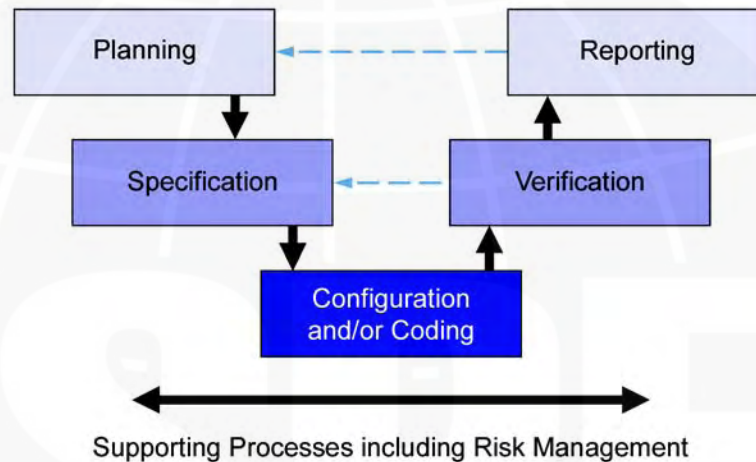 Planning
Reporting
Specification
Verification
Configuration
and/or Coding
Supporting Processes including Risk Management